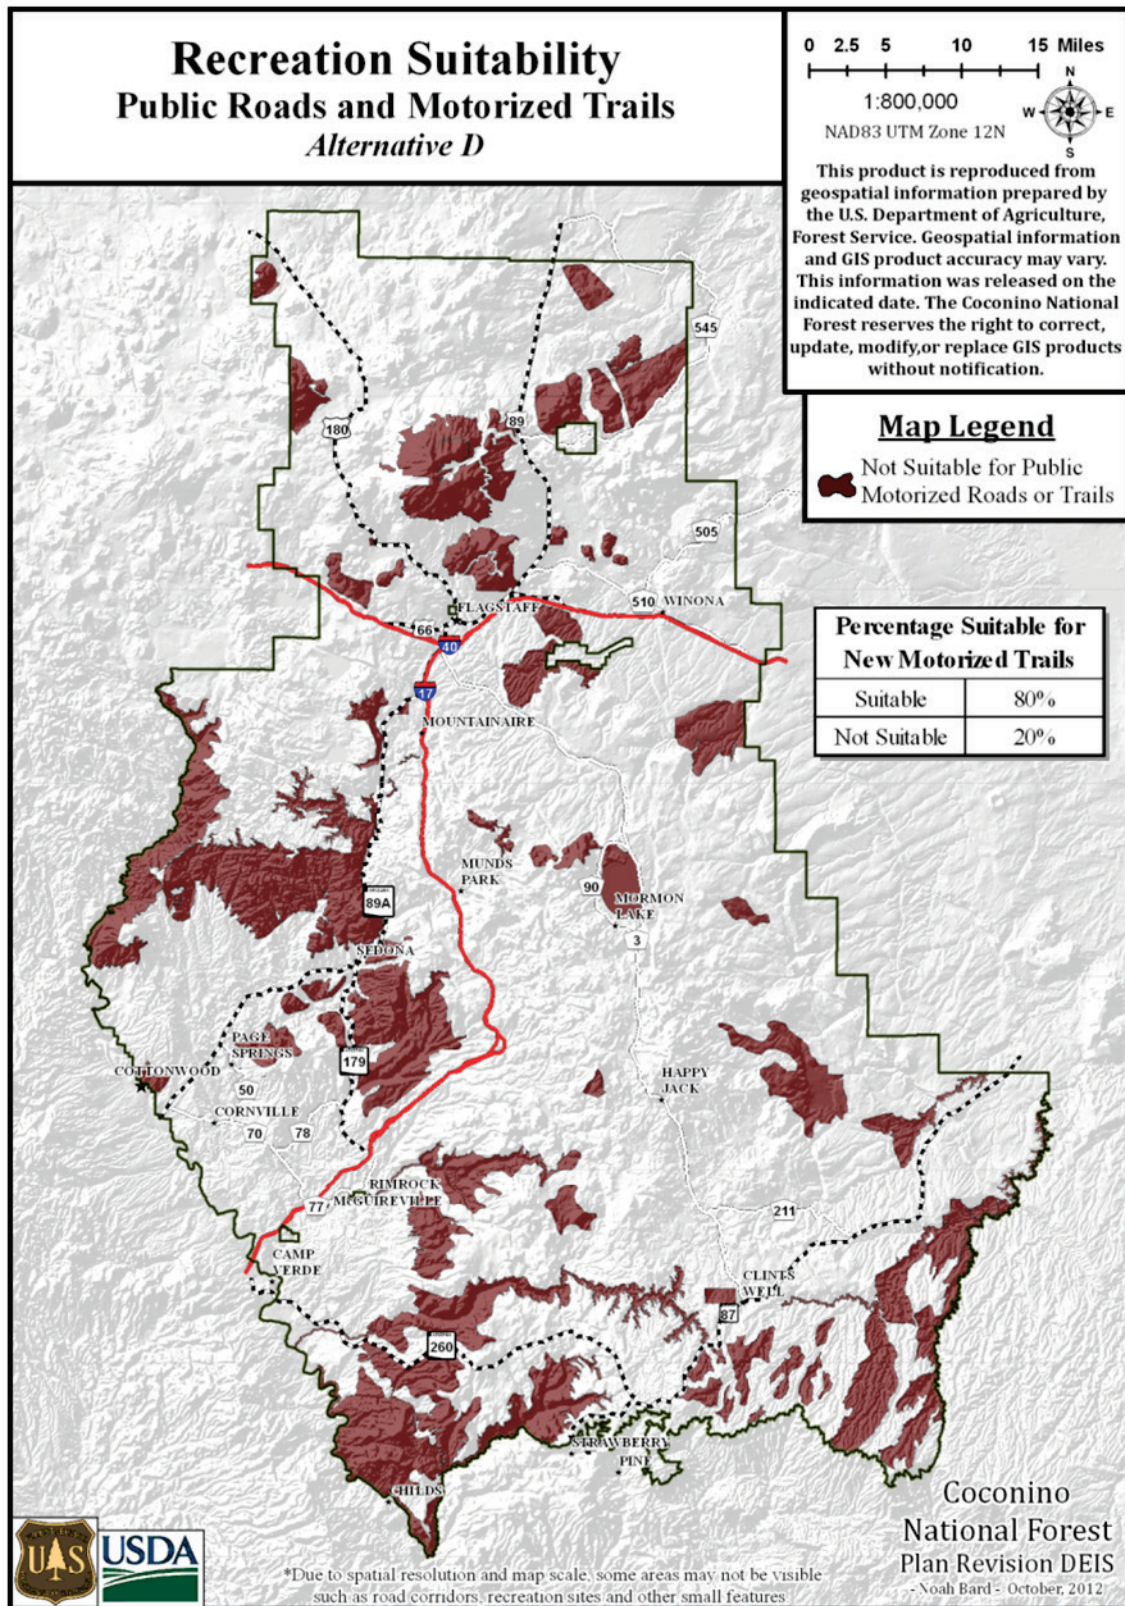 Recreation Suitability
Public Roads and Motorized Trails
Alternative D
0 2.5 5 10 15 Miles
1:800,000
NAD83 UTM Zone 12N
N
W E
S
This product is reproduced from
geospatial information prepared by
the U.S. Department of Agriculture,
Forest Service. Geospatial information
and GIS product accuracy may vary.
This information was released on the
indicated date. The Coconino National
Forest reserves the right to correct,
update, modify,or replace GIS products
without notification.
Map Legend
Not Suitable for Public
Motorized Roads or Trails
545
180
89
505
510
WINONA
FLAGSTAFF
66
40
17
MOUNTAINAIRE
Percentage Suitable for
New Motorized Trails
Suitable 80%
Not Suitable 20%
MUNDS
PARK
90
MORMON
LAKE
89A
3
SEDONA
PAGE
SPRINGS
179
COTTONWOOD
50
HAPPY
JACK
CORNVILLE
70
78
RIMROCK
McGUIREVILLE
77
211
CAMP
VERDE
CLINTS
WELL
87
260
STRAWBERRY
PINE
CHILDS
Coconino
National Forest
Plan Revision DEIS
- Noah Bard - October, 2012
UAS
USDA
*Due to spatial resolution and map scale, some areas may not be visible
such as road corridors, recreation sites and other small features